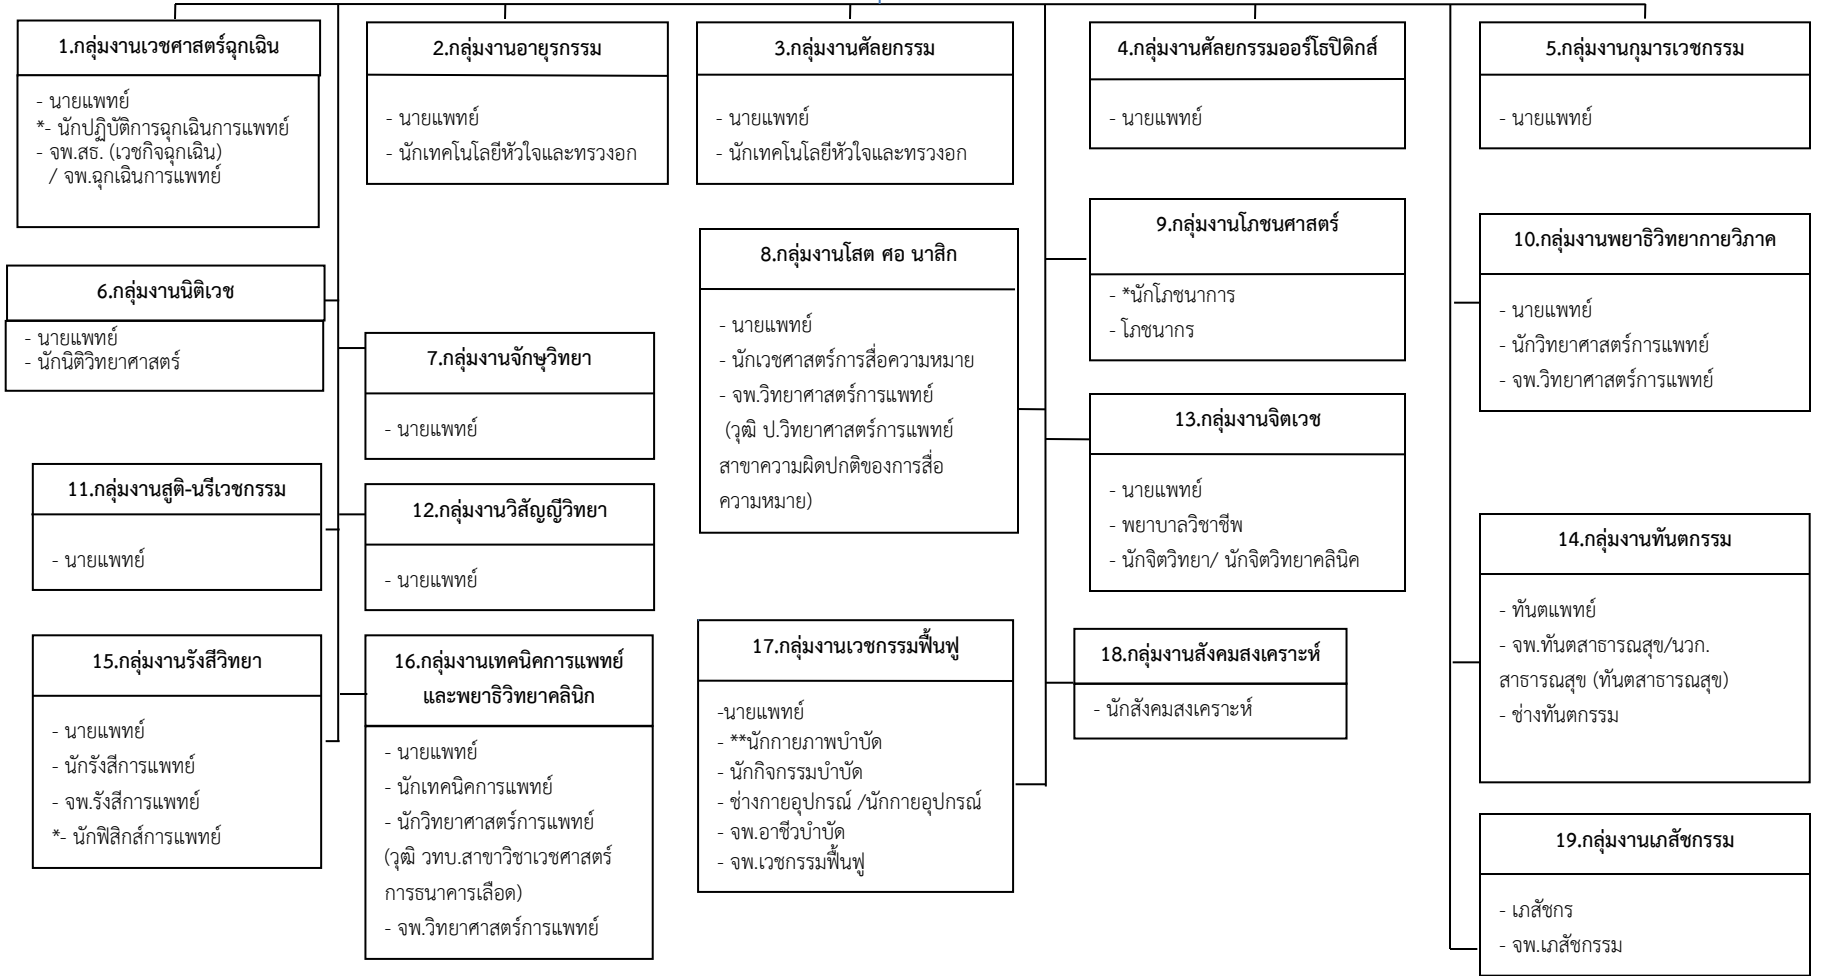 1.กลุ่มงานเวชศาสตร์ฉุกเฉิน
- นายแพทย์
*- นักปฏิบัติการฉุกเฉินการแพทย์
- จพ.สธ. (เวชกิจฉุกเฉิน)
/ จพ.ฉุกเฉินการแพทย์
2.กลุ่มงานอายุรกรรม
- นายแพทย์
- นักเทคโนโลยีหัวใจและทรวงอก
3.กลุ่มงานศัลยกรรม
- นายแพทย์
- นักเทคโนโลยีหัวใจและทรวงอก
4.กลุ่มงานศัลยกรรมออร์โธปิดิกส์
- นายแพทย์
5.กลุ่มงานกุมารเวชกรรม
- นายแพทย์
6.กลุ่มงานนิติเวช
- นายแพทย์
- นักนิติวิทยาศาสตร์
7.กลุ่มงานจักษุวิทยา
- นายแพทย์
8.กลุ่มงานโสต ศอ นาสิก
- นายแพทย์
- นักเวชศาสตร์การสื่อความหมาย
- จพ.วิทยาศาสตร์การแพทย์
(วุฒิ ป.วิทยาศาสตร์การแพทย์
สาขาความผิดปกติของการสื่อ
ความหมาย)
9.กลุ่มงานโภชนศาสตร์
- *นักโภชนาการ
- โภชนากร
10.กลุ่มงานพยาธิวิทยากายวิภาค
- นายแพทย์
- นักวิทยาศาสตร์การแพทย์
- จพ.วิทยาศาสตร์การแพทย์
11.กลุ่มงานสูติ-นรีเวชกรรม
- นายแพทย์
12.กลุ่มงานวิสัญญีวิทยา
- นายแพทย์
13.กลุ่มงานจิตเวช
- นายแพทย์
- พยาบาลวิชาชีพ
- นักจิตวิทยา/ นักจิตวิทยาคลินิค
14.กลุ่มงานทันตกรรม
- ทันตแพทย์
- จพ.ทันตสาธารณสุข/นวก.
สาธารณสุข (ทันตสาธารณสุข)
- ช่างทันตกรรม
15.กลุ่มงานรังสีวิทยา
- นายแพทย์
- นักรังสีการแพทย์
- จพ.รังสีการแพทย์
*- นักฟิสิกส์การแพทย์
16.กลุ่มงานเทคนิคการแพทย์
และพยาธิวิทยาคลินิก
- นายแพทย์
- นักเทคนิคการแพทย์
- นักวิทยาศาสตร์การแพทย์
(วุฒิ วทบ.สาขาวิชาเวชศาสตร์
การธนาคารเลือด)
- จพ.วิทยาศาสตร์การแพทย์
17.กลุ่มงานเวชกรรมฟื้นฟู
-นายแพทย์
- **นักกายภาพบำบัด
- นักกิจกรรมบำบัด
- ช่างกายอุปกรณ์ /นักกายอุปกรณ์
- จพ.อาชีวบำบัด
- จพ.เวชกรรมฟื้นฟู
18.กลุ่มงานสังคมสงเคราะห์
- นักสังคมสงเคราะห์
19.กลุ่มงานเภสัชกรรม
- เภสัชกร
- จพ.เภสัชกรรม